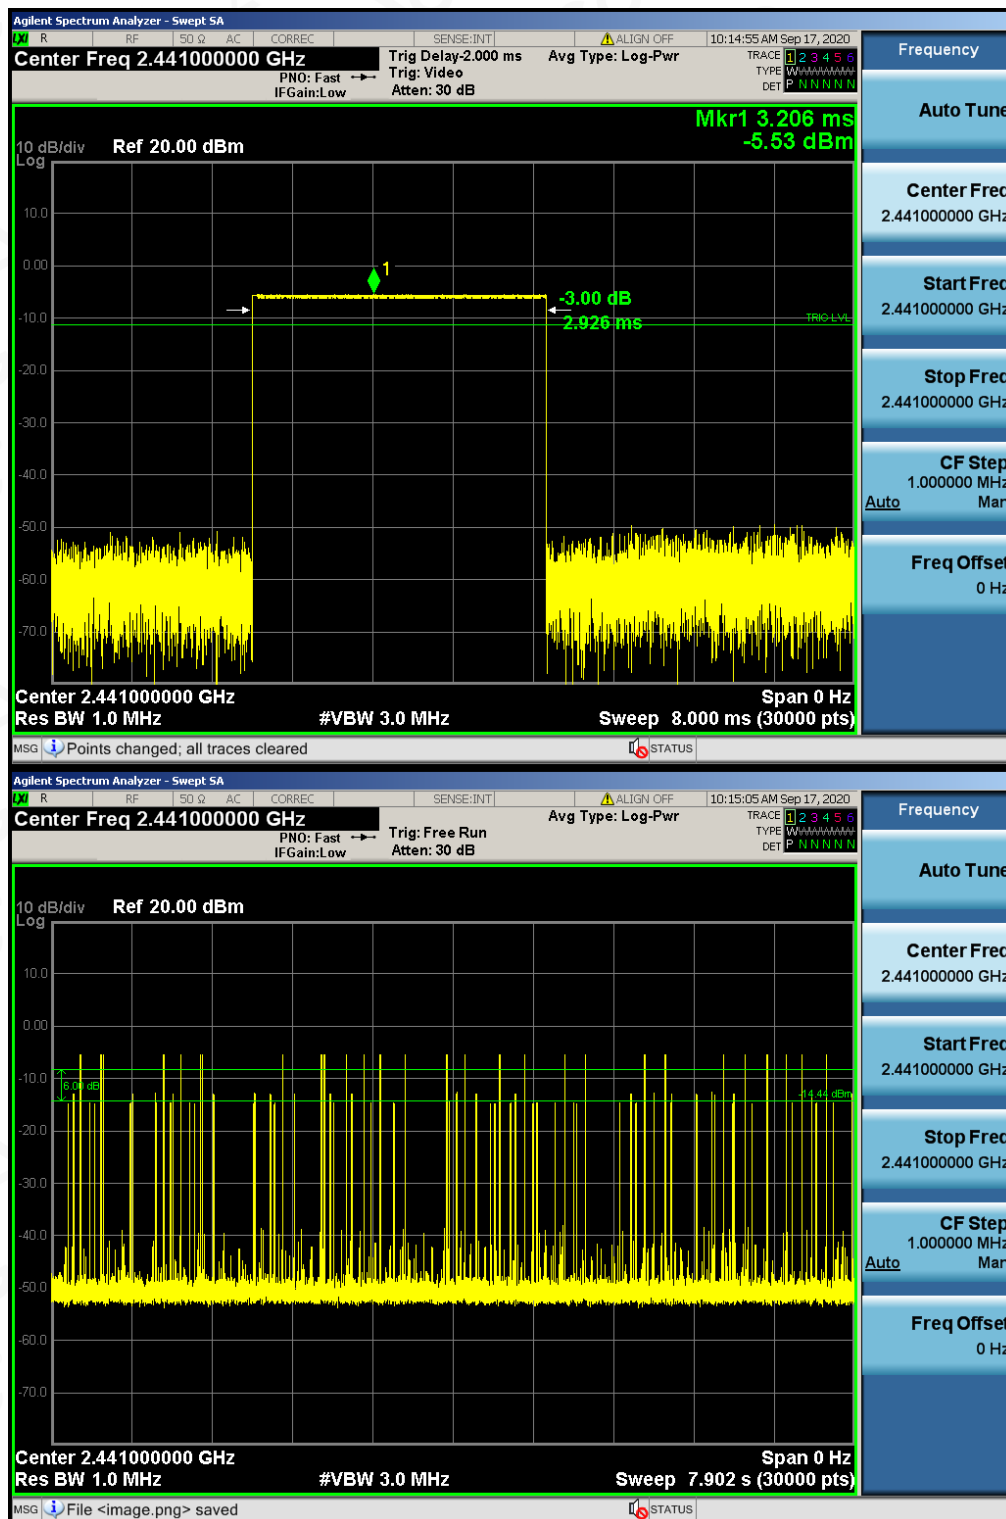 Agilent Spectrum Analyzer - Swept SA
LXI R RF 50 Ω AC CORREC SENSE:INT ALIGN OFF 10:14:55 AM Sep 17, 2020
Center Freq 2.441000000 GHz
Trig Delay-2.000 ms
Avg Type: Log-Pwr
TRACE 1 2 3 4 5 6
PNO: Fast
Trig: Video
TYPE
IFGain:Low
Atten: 30 dB
DET P N N N N N
Mkr1 3.206 ms
-5.53 dBm
10 dB/div
Ref 20.00 dBm
Log
10.0
0.00
1
-3.00 dB
-10.0
2.926 ms
TRIG LVL
-20.0
-30.0
-40.0
-50.0
-60.0
-70.0
Center 2.441000000 GHz
Span 0 Hz
Res BW 1.0 MHz
#VBW 3.0 MHz
Sweep 8.000 ms (30000 pts)
MSG Points changed; all traces cleared STATUS
Frequency
Auto Tune
Center Freq
2.441000000 GHz
Start Freq
2.441000000 GHz
Stop Freq
2.441000000 GHz
CF Step
1.000000 MHz
Auto Man
Freq Offset
0 Hz
Agilent Spectrum Analyzer - Swept SA
LXI R RF 50 Ω AC CORREC SENSE:INT ALIGN OFF 10:15:05 AM Sep 17, 2020
Center Freq 2.441000000 GHz
Avg Type: Log-Pwr
TRACE 1 2 3 4 5 6
PNO: Fast
Trig: Free Run
TYPE
IFGain:Low
Atten: 30 dB
DET P N N N N N
10 dB/div
Ref 20.00 dBm
Log
10.0
0.00
-10.0
6.00 dB
-14.44 dBm
-20.0
-30.0
-40.0
-50.0
-60.0
-70.0
Center 2.441000000 GHz
Span 0 Hz
Res BW 1.0 MHz
#VBW 3.0 MHz
Sweep 7.902 s (30000 pts)
MSG File <image.png> saved STATUS
Frequency
Auto Tune
Center Freq
2.441000000 GHz
Start Freq
2.441000000 GHz
Stop Freq
2.441000000 GHz
CF Step
1.000000 MHz
Auto Man
Freq Offset
0 Hz